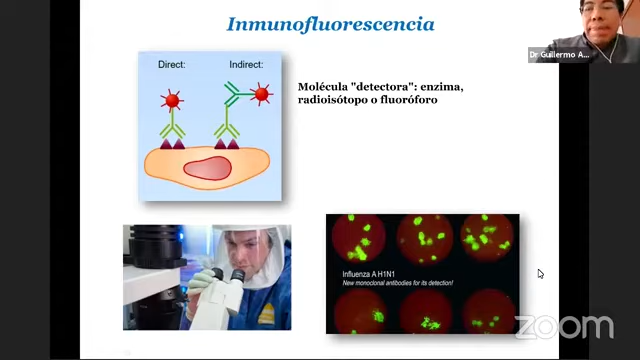 Inmunofluorescencia
Dr Guillermo A...
Direct:
Indirect:
Molécula "detectora": enzima,
radioisótopo o fluoróforo
Influenza A H1N1
New monoclonal antibodies for its detection!
zoom